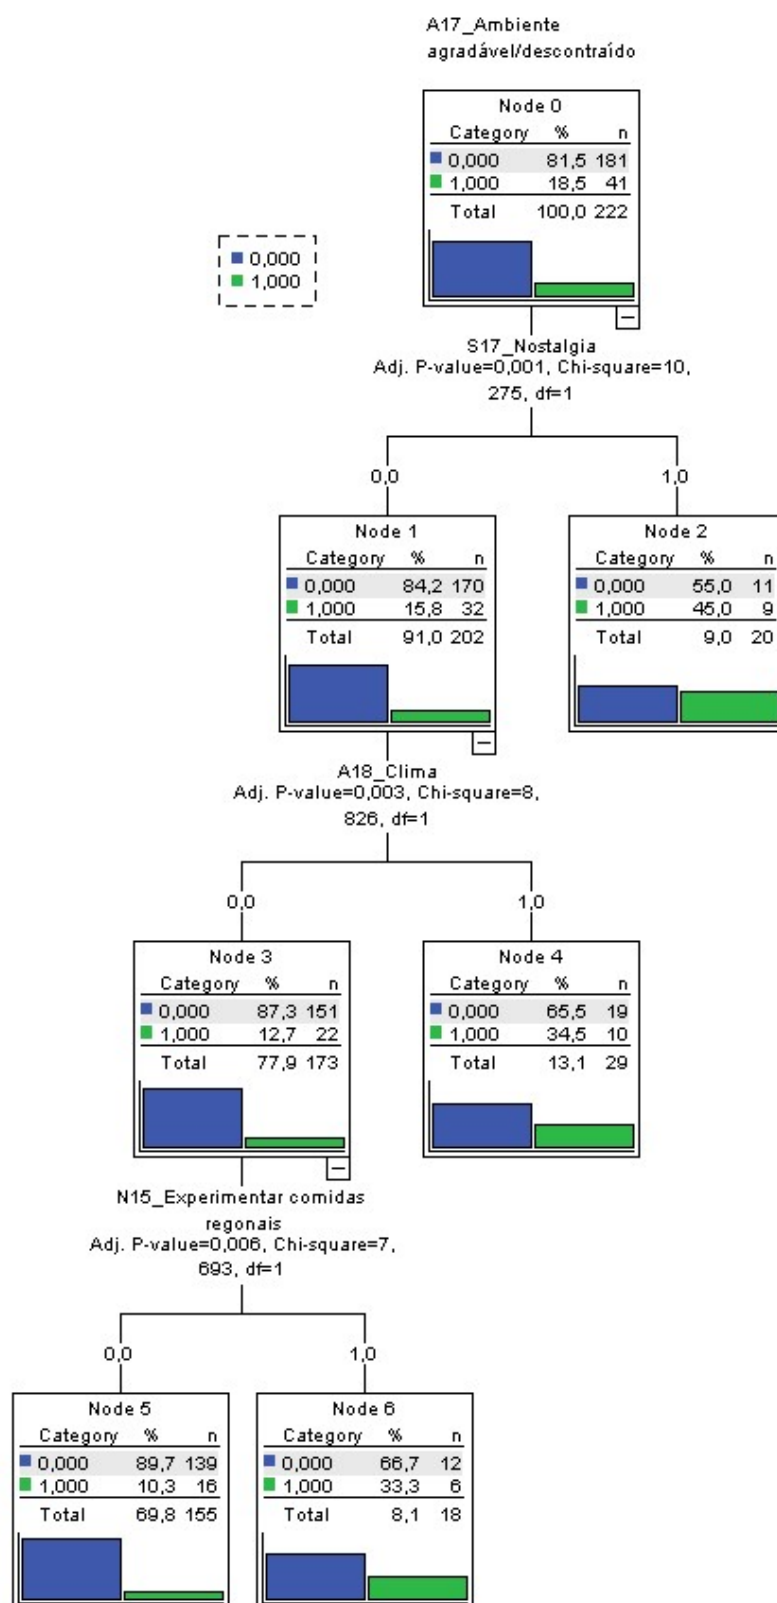 A17_Ambiente
agradável/descontraído
Node 0
Category % n
0,000 81,5 181
1,000 18,5 41
Total 100,0 222
0,000
1,000
S17_Nostalgia
Adj. P-value=0,001, Chi-square=10,
275, df=1
0,0
1,0
Node 1
Category % n
0,000 84,2 170
1,000 15,8 32
Total 91,0 202
Node 2
Category % n
0,000 55,0 11
1,000 45,0 9
Total 9,0 20
A18_Clima
Adj. P-value=0,003, Chi-square=8,
826, df=1
0,0
1,0
Node 3
Category % n
0,000 87,3 151
1,000 12,7 22
Total 77,9 173
Node 4
Category % n
0,000 65,5 19
1,000 34,5 10
Total 13,1 29
N15_Experimentar comidas
regonais
Adj. P-value=0,006, Chi-square=7,
693, df=1
0,0
1,0
Node 5
Category % n
0,000 89,7 139
1,000 10,3 16
Total 69,8 155
Node 6
Category % n
0,000 66,7 12
1,000 33,3 6
Total 8,1 18